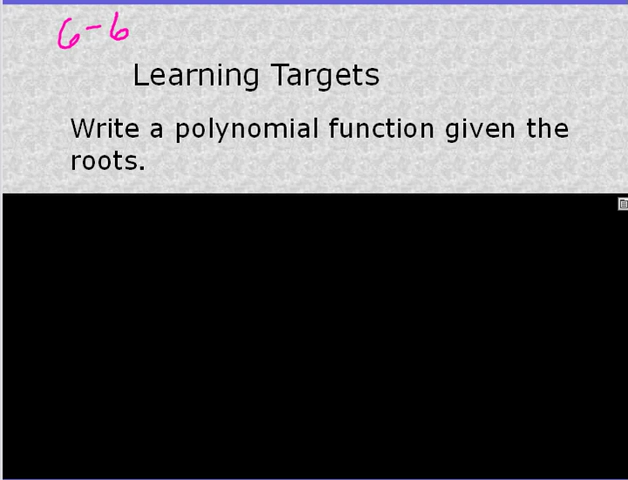 6-6
Learning Targets
Write a polynomial function given the
roots.